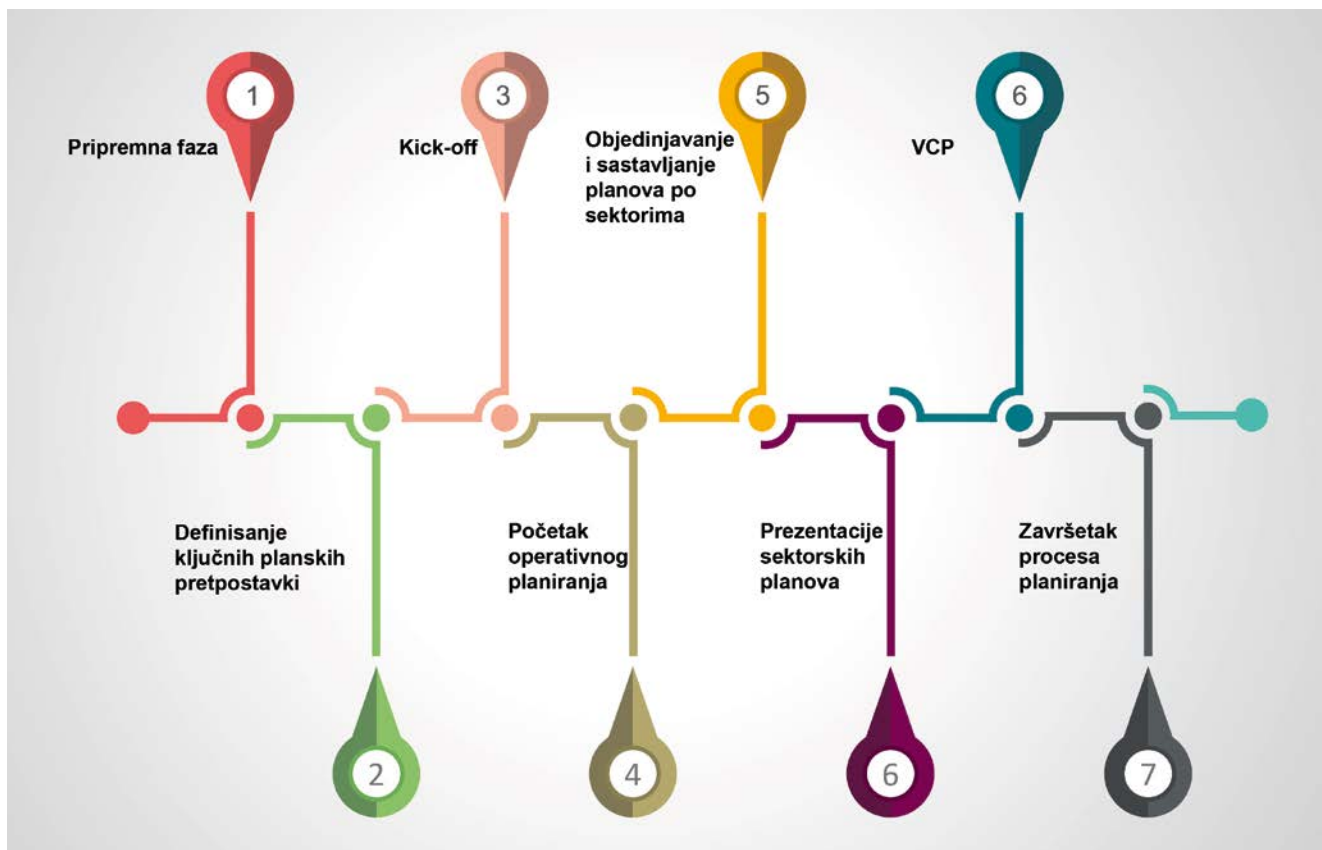 1
Pripremna faza
3
Kick-off
5
Objedinjavanje
i sastavljanje
planova po
sektorima
6
VCP
Definisanje
ključnih planskih
pretpostavki
2
Početak
operativnog
planiranja
4
Prezentacije
sektorskih
planova
6
Završetak
procesa
planiranja
7